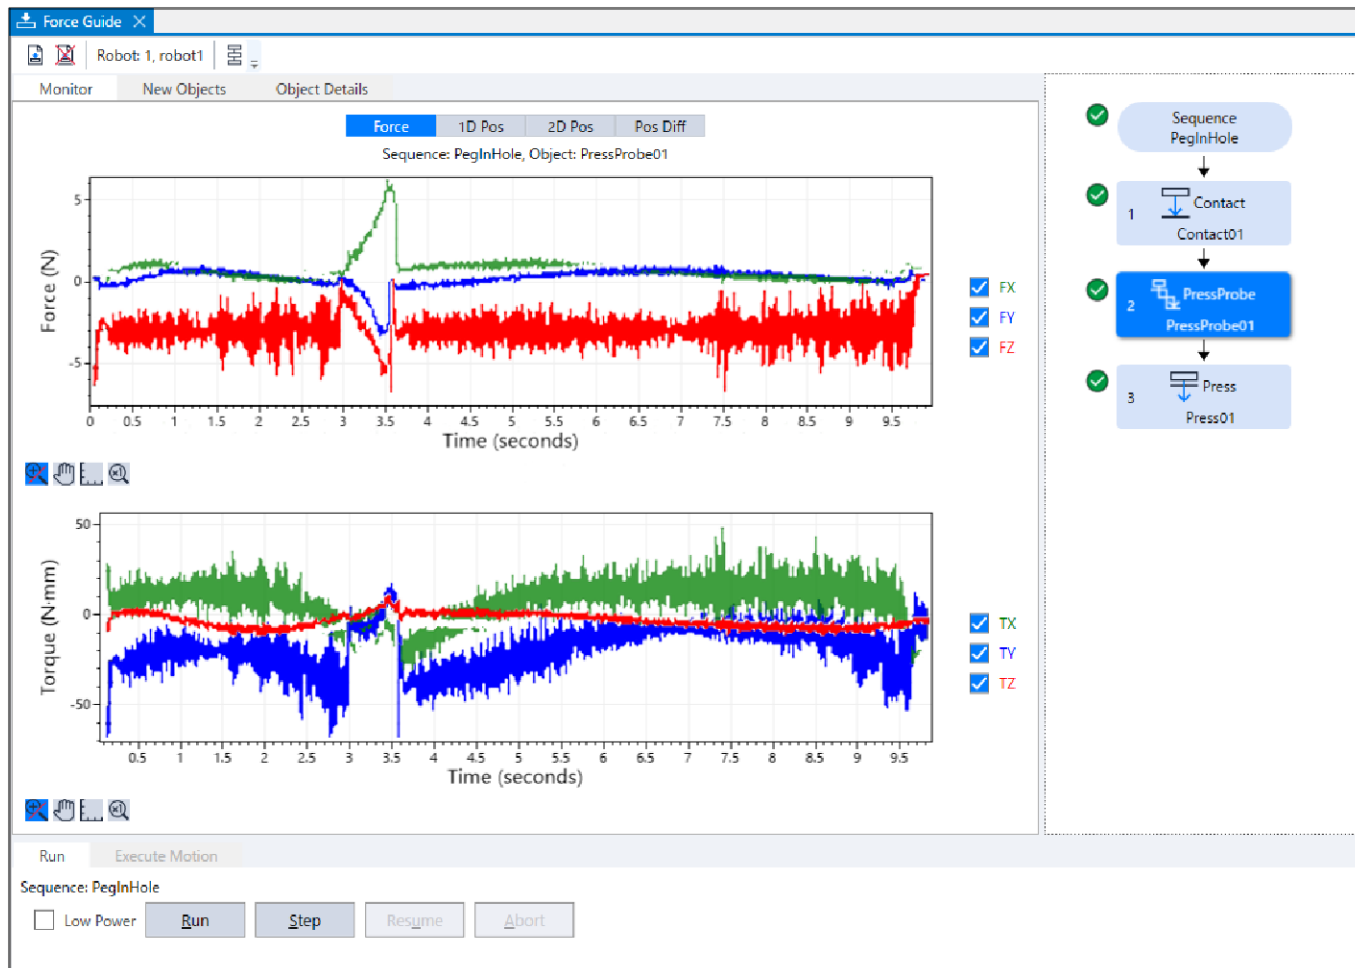 Force Guide
Robot: 1, robot1
Monitor New Objects Object Details
Force 1D Pos 2D Pos Pos Diff
Sequence: PegInHole, Object: PressProbe01
Force (N)
5
0
-5
0 0.5 1 1.5 2 2.5 3 3.5 4 4.5 5 5.5 6 6.5 7 7.5 8 8.5 9 9.5
Time (seconds)
FX
FY
FZ
Torque (N·mm)
50
0
-50
0.5 1 1.5 2 2.5 3 3.5 4 4.5 5 5.5 6 6.5 7 7.5 8 8.5 9 9.5
Time (seconds)
TX
TY
TZ
Sequence
PegInHole
1 Contact
Contact01
2 PressProbe
PressProbe01
3 Press
Press01
Run Execute Motion
Sequence: PegInHole
Low Power Run Step Resume Abort